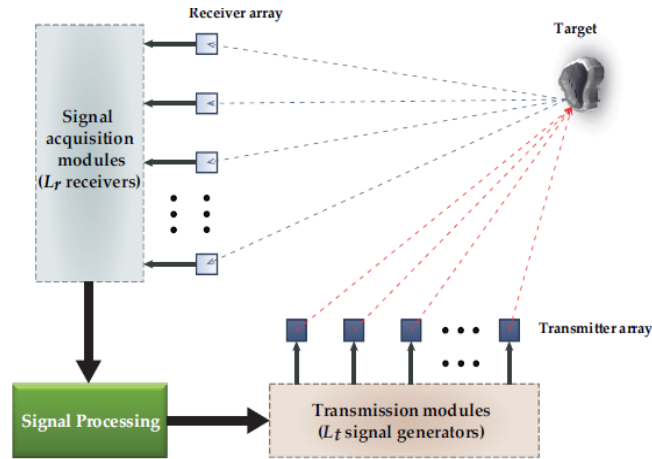 Receiver array
Target
Signal
acquisition
modules
(Lr receivers)
Transmitter array
Signal Processing
Transmission modules
(Lt signal generators)